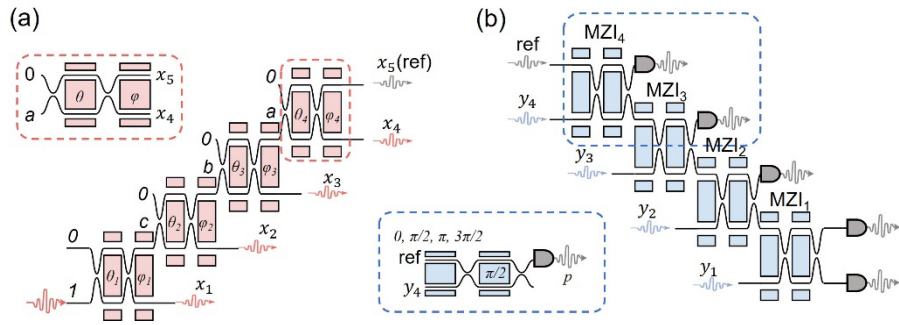 (a)
0
a
θ
φ
x5
x4
0
x5(ref)
a
θ4
φ4
x4
0
b
θ3
φ3
x3
0
c
θ2
φ2
x2
0
1
θ1
φ1
x1
(b)
MZI4
ref
y4
MZI3
y3
MZI2
y2
MZI1
y1
0, π/2, π, 3π/2
ref
y4
π/2
p